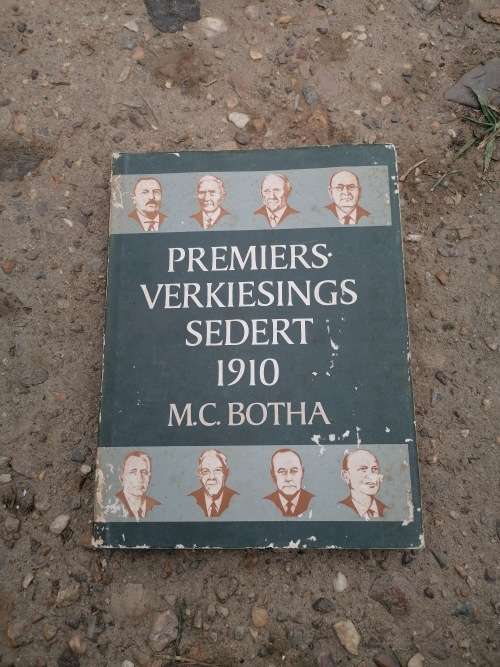 PREMIERS-
VERKIESINGS
SEDERT
1910
M.C. BOTHA